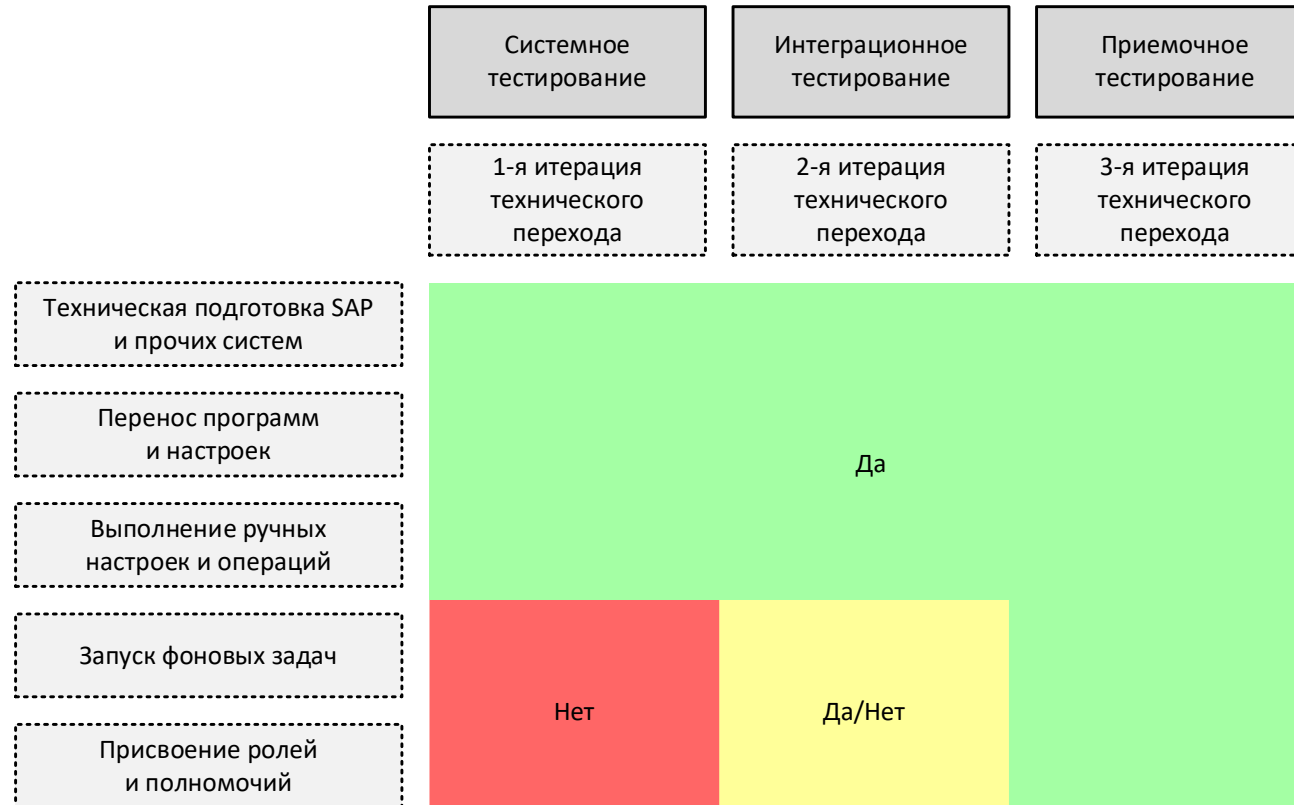 Системное
тестирование
Интеграционное
тестирование
Приемочное
тестирование
1-я итерация
технического
перехода
2-я итерация
технического
перехода
3-я итерация
технического
перехода
Техническая подготовка SAP
и прочих систем
Перенос программ
и настроек
Да
Выполнение ручных
настроек и операций
Запуск фоновых задач
Нет
Да/Нет
Присвоение ролей
и полномочий